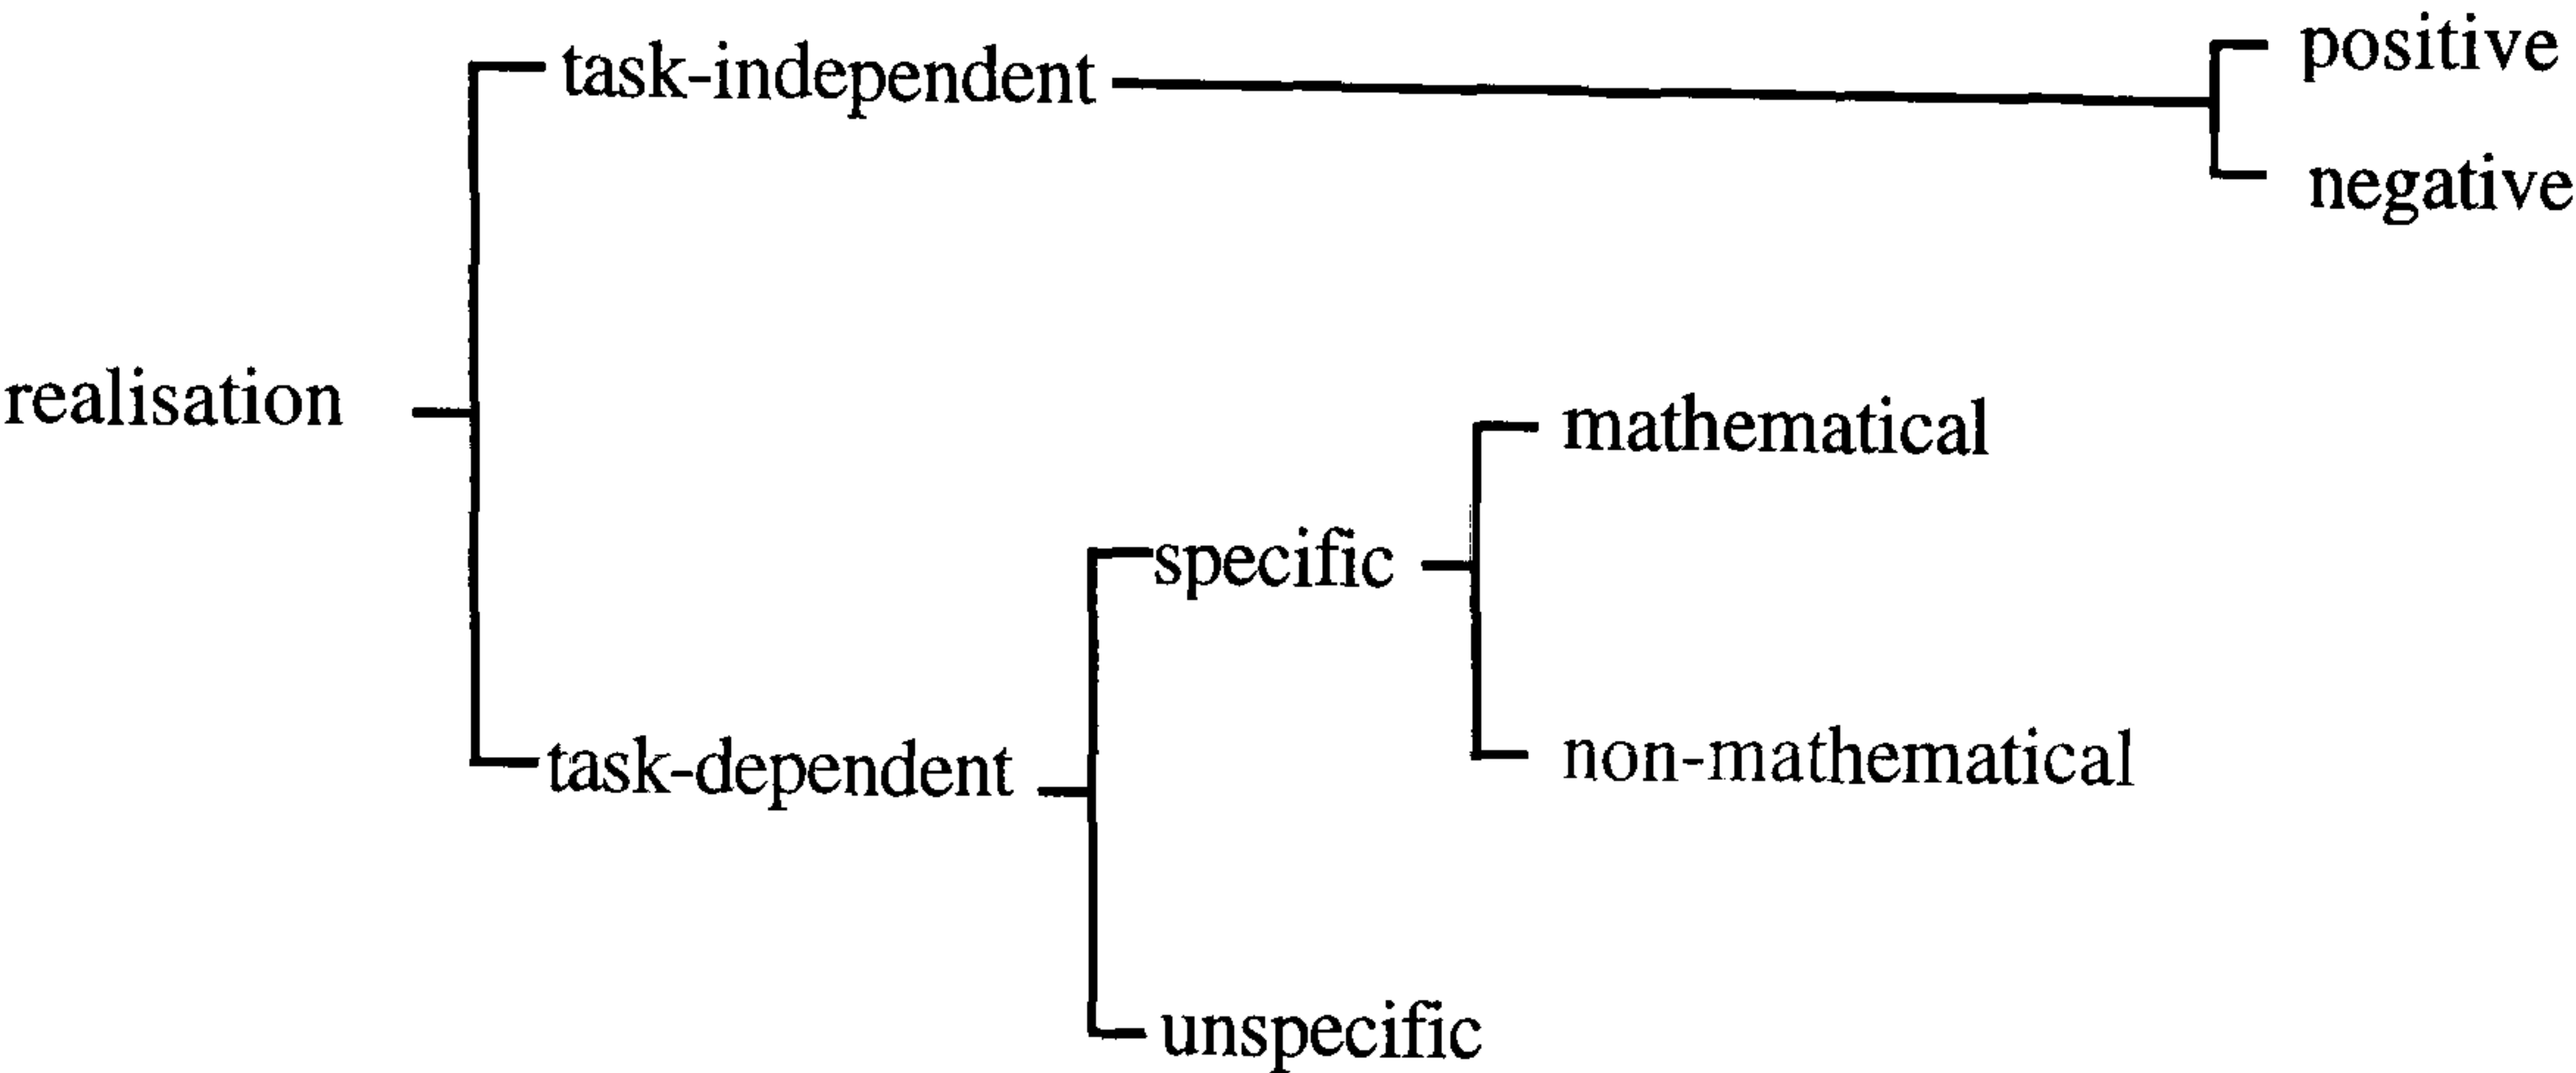 positive
task-independent
negative
realisation
mathematical
specific
non-mathematical
task-dependent
unspecific